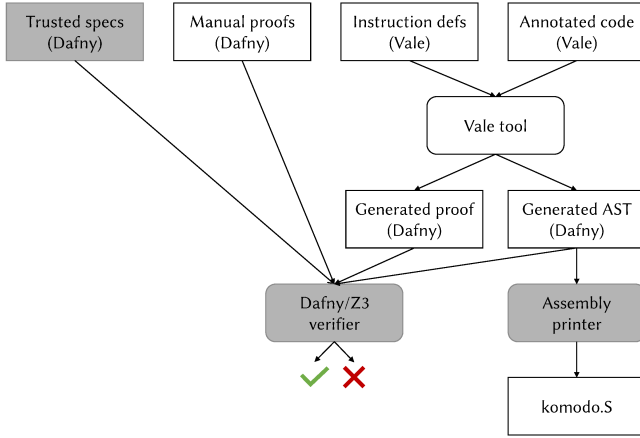 Trusted specs
(Dafny)
Manual proofs
(Dafny)
Instruction defs
(Vale)
Annotated code
(Vale)
Vale tool
Generated proof
(Dafny)
Generated AST
(Dafny)
Dafny/Z3
verifier
Assembly
printer
komodo.S